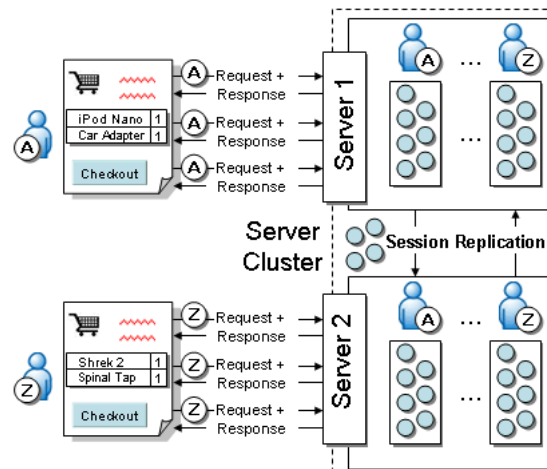 A ... Z
A Request +
Response
iPod Nano 1
Car Adapter 1
A Request +
Response
A
Checkout
A Request +
Response
Server 1
Server
Cluster
Session Replication
...
A ... Z
Z Request +
Response
Shrek 2 1
Spinal Tap 1
Z Request +
Response
Z
Checkout
Z Request +
Response
Server 2
...